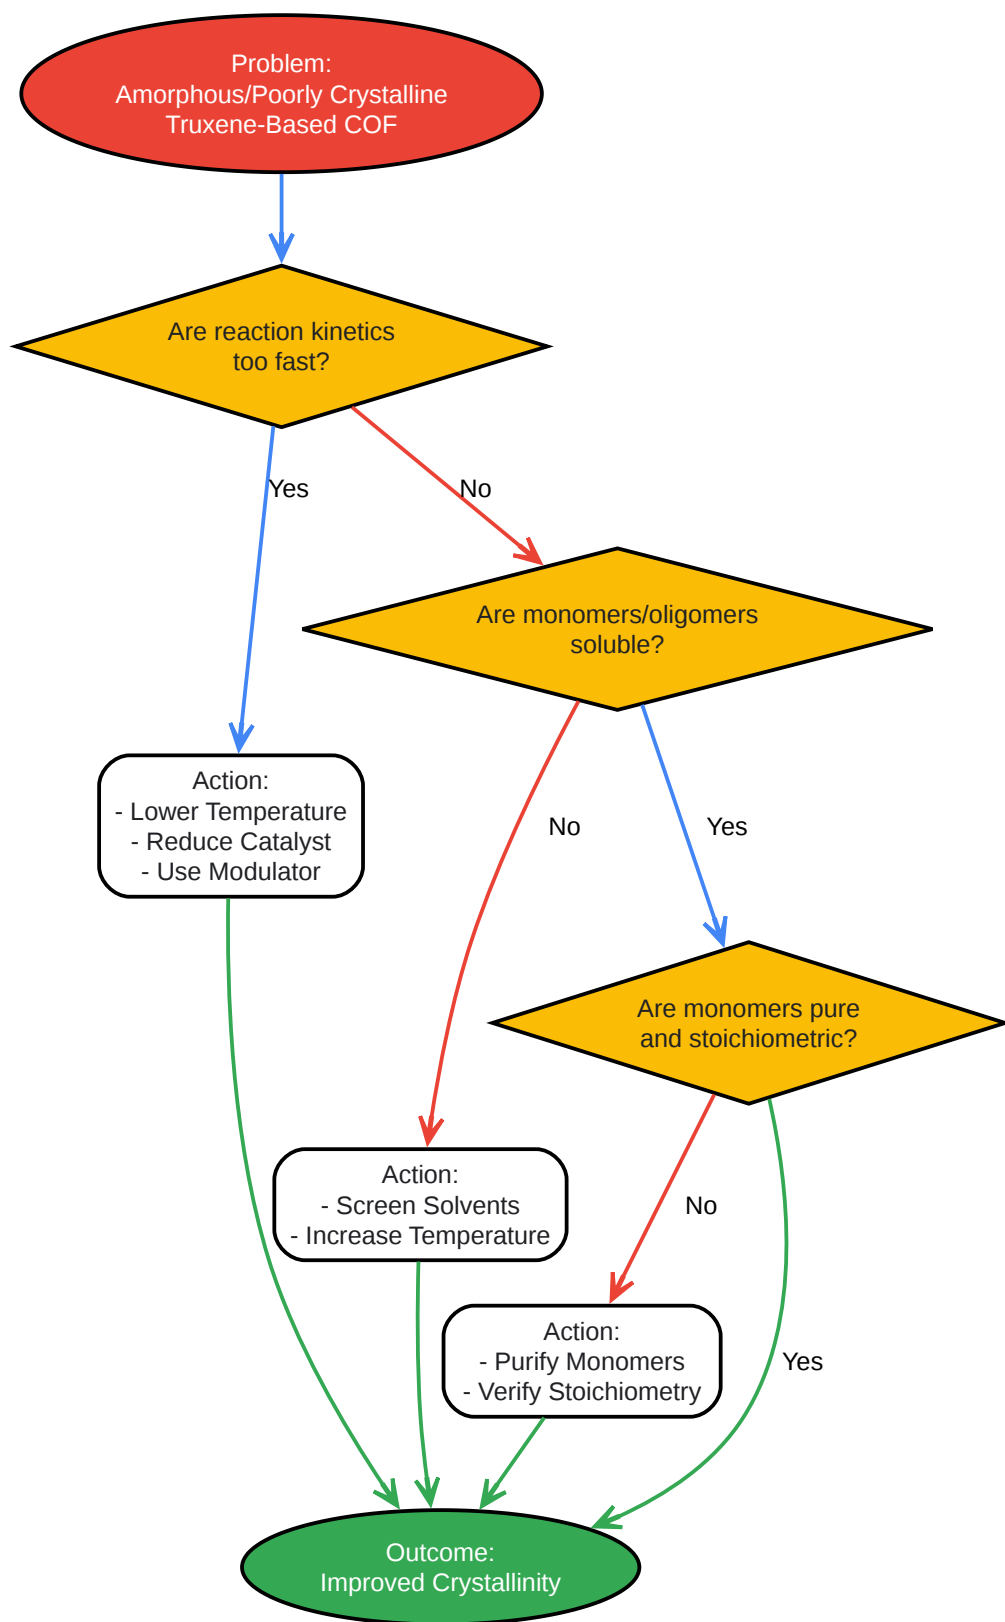 Problem:
Amorphous/Poorly Crystalline
Truxene-Based COF
Are reaction kinetics
too fast?
Yes
No
Are monomers/oligomers
soluble?
Action:
- Lower Temperature
- Reduce Catalyst
- Use Modulator
No
Yes
Are monomers pure
and stoichiometric?
Action:
- Screen Solvents
- Increase Temperature
No
Action:
- Purify Monomers
- Verify Stoichiometry
Yes
Outcome:
Improved Crystallinity